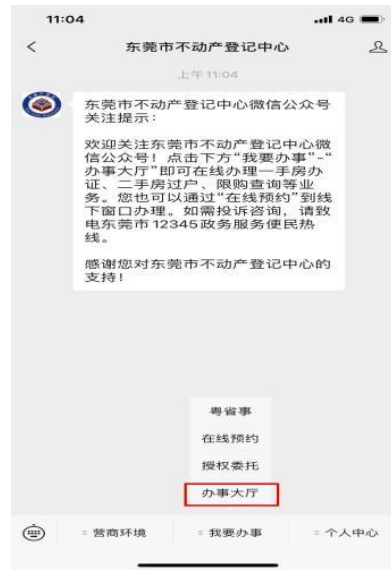 11:04
4G
东莞市不动产登记中心
上午 11:04
东莞市不动产登记中心微信公众号
关注提示：
欢迎关注东莞市不动产登记中心微
信公众号！点击下方“我要办事”-“
办事大厅”即可在线办理一手房办
证、二手房过户、限购查询等业
务。您也可以通过“在线预约”到线
下窗口办理。如需投诉咨询，请致
电东莞市12345政务服务便民热
线。
感谢您对东莞市不动产登记中心的
支持！
粤省事
在线预约
授权委托
办事大厅
营商环境
我要办事
个人中心